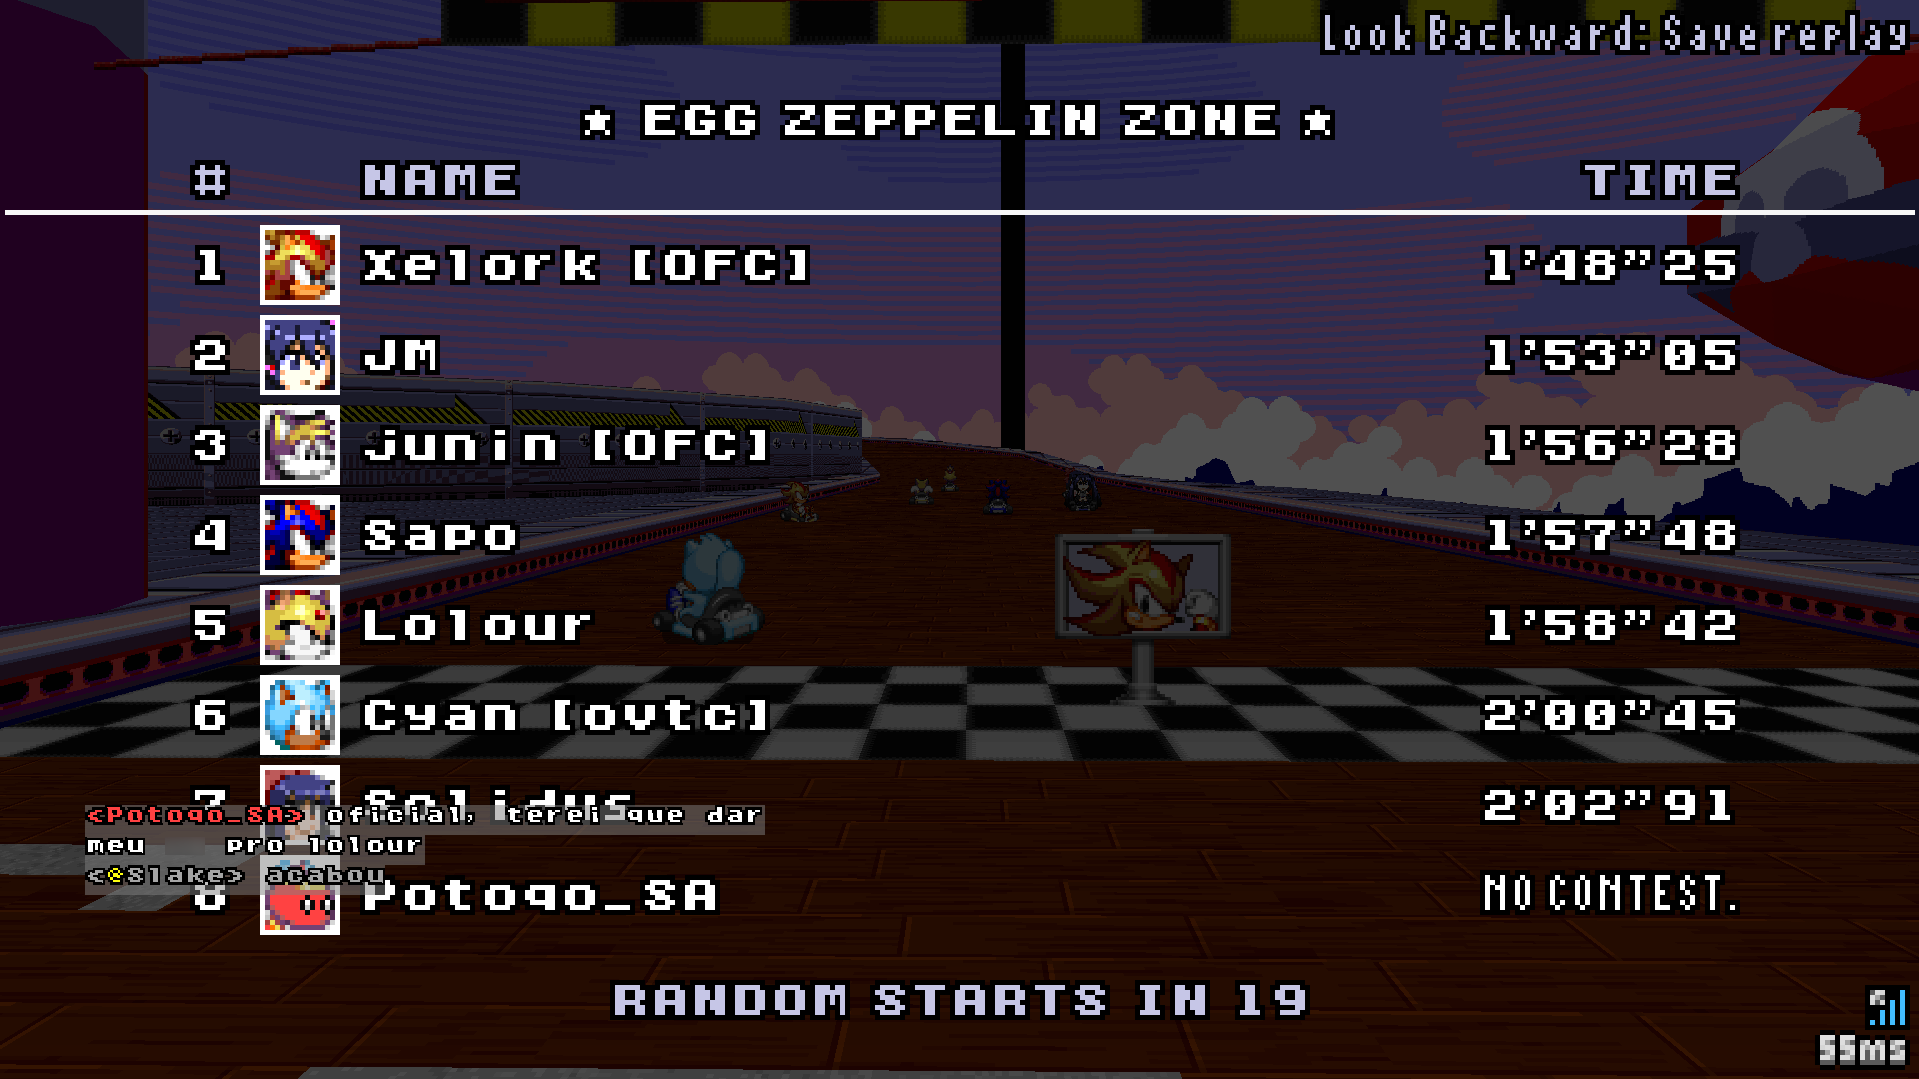 Look Backward: Save replay
★ EGG ZEPPELIN ZONE ★
# NAME TIME
1 Xelork [OFC] 1'48"25
2 JM 1'53"05
3 junin [OFC] 1'56"28
4 Sapo 1'57"48
5 Lolour 1'58"42
6 Cyan [ovtc] 2'00"45
7 Solidus 2'02"91
<Potoqo_SA> oficial, terei que dar
meu pro lolour
<@Slake> acabou
8 Potoqo_SA NO CONTEST.
RANDOM STARTS IN 19
55ms